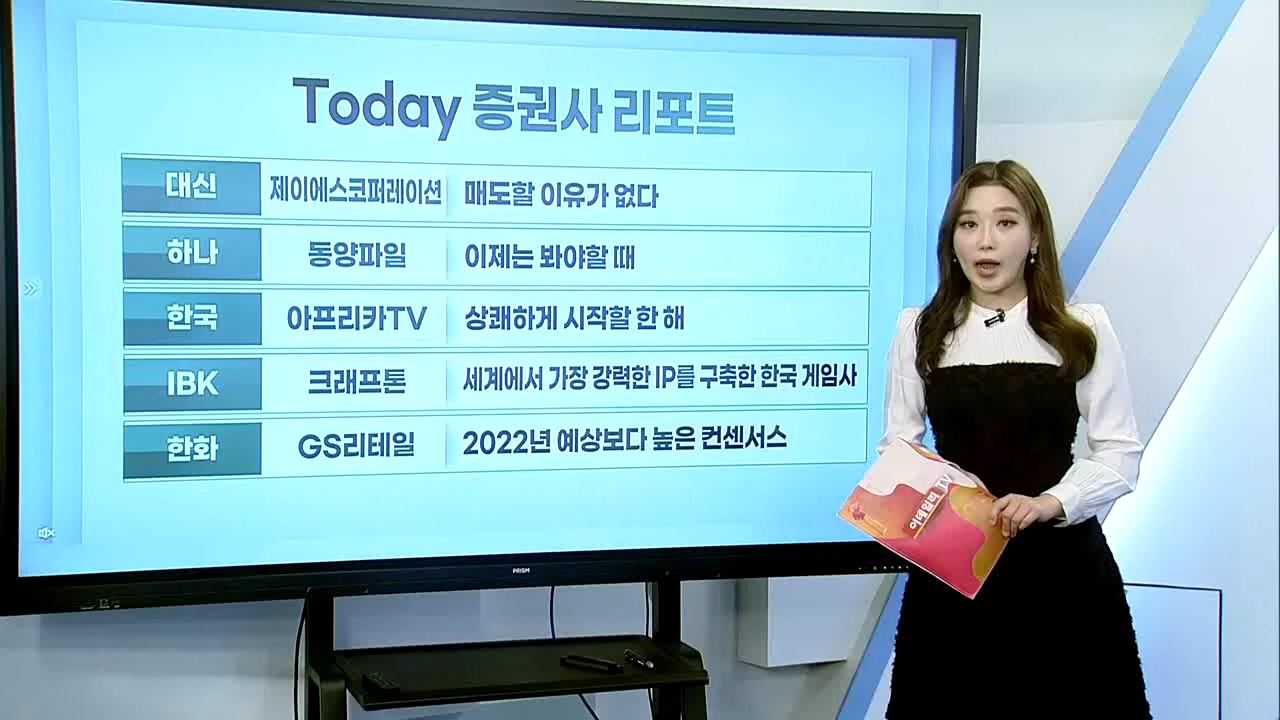 Today 증권사 리포트
대신 제이에스코퍼레이션 매도할 이유가 없다
하나 동양파일 이제는 봐야할 때
한국 아프리카TV 상쾌하게 시작할 한 해
IBK 크래프톤 세계에서 가장 강력한 IP를 구축한 한국 게임사
한화 GS리테일 2022년 예상보다 높은 컨센서스
PRISM
이데일리 TV